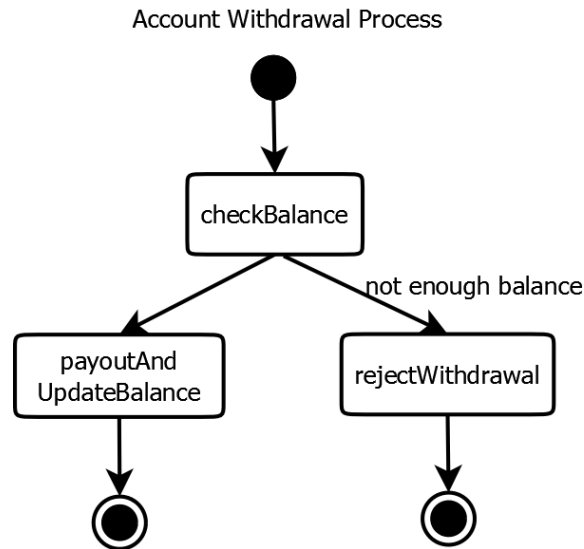 Account Withdrawal Process
checkBalance
not enough balance
payoutAnd
UpdateBalance
rejectWithdrawal